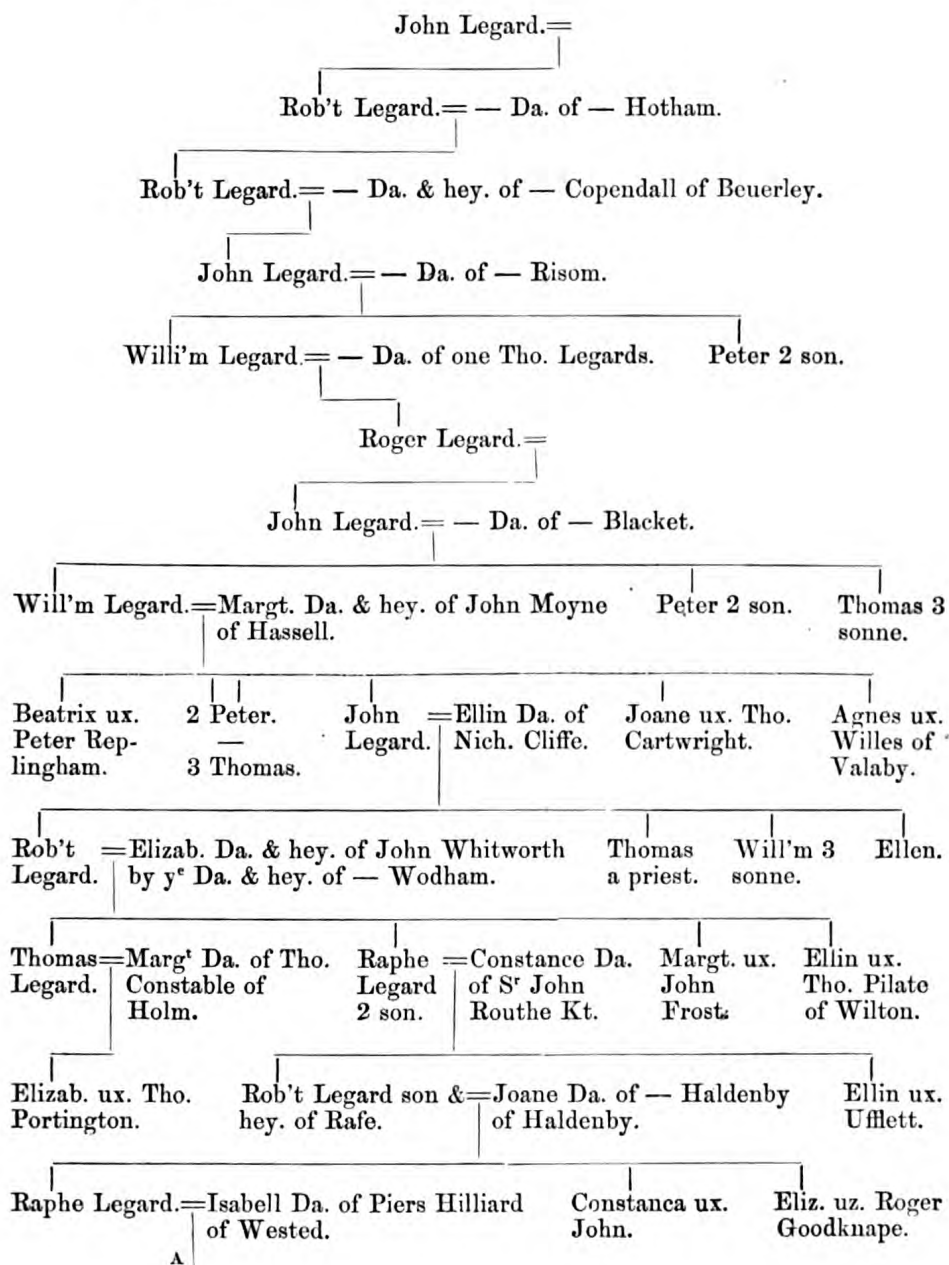 John Legard.=
Rob't Legard.= — Da. of — Hotham.
Rob't Legard.= — Da. & hey. of — Copendall of Beuerley.
John Legard.= — Da. of — Risom.
Willi'm Legard.= — Da. of one Tho. Legards. Peter 2 son.
Roger Legard.=
John Legard.= — Da. of — Blacket.
Will'm Legard.=Margt. Da. & hey. of John Moyne
of Hassell.
Peter 2 son.
Thomas 3
sonne.
Beatrix ux.
Peter Rep-
lingham.
2 Peter.
—
3 Thomas.
John
Legard.
=Ellin Da. of
Nich. Cliffe.
Joane ux. Tho.
Cartwright.
Agnes ux.
Willes of
Valaby.
Rob't
Legard.
=Elizab. Da. & hey. of John Whitworth
by yᵉ Da. & hey. of — Wodham.
Thomas
a priest.
Will'm 3
sonne.
Ellen.
Thomas
Legard.
=Margᵗ Da. of Tho.
Constable of
Holm.
Raphe
Legard
2 son.
=Constance Da.
of Sʳ John
Routhe Kt.
Margt. ux.
John
Frost.
Ellin ux.
Tho. Pilate
of Wilton.
Elizab. ux. Tho.
Portington.
Rob't Legard son &
hey. of Rafe.
=Joane Da. of — Haldenby
of Haldenby.
Ellin ux.
Ufflett.
Raphe Legard.=Isabell Da. of Piers Hilliard
of Wested.
Constanca ux.
John.
Eliz. uz. Roger
Goodknape.
A